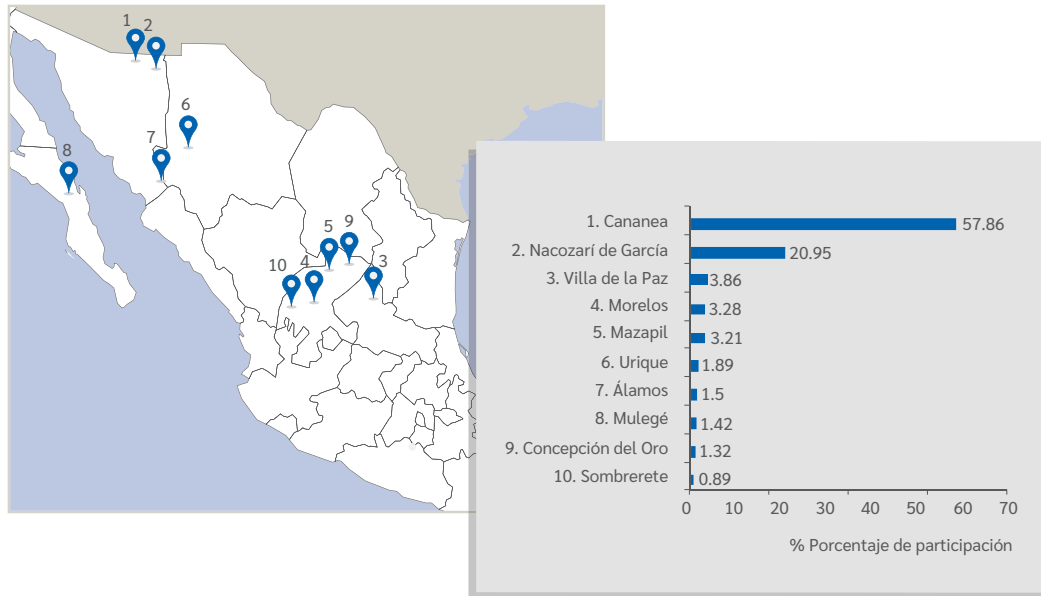 1 2
6
7
8
5 9
10 4 3
1. Cananea 57.86
2. Nacozarí de García 20.95
3. Villa de la Paz 3.86
4. Morelos 3.28
5. Mazapil 3.21
6. Urique 1.89
7. Álamos 1.5
8. Mulegé 1.42
9. Concepción del Oro 1.32
10. Sombrerete 0.89
0 10 20 30 40 50 60 70
% Porcentaje de participación